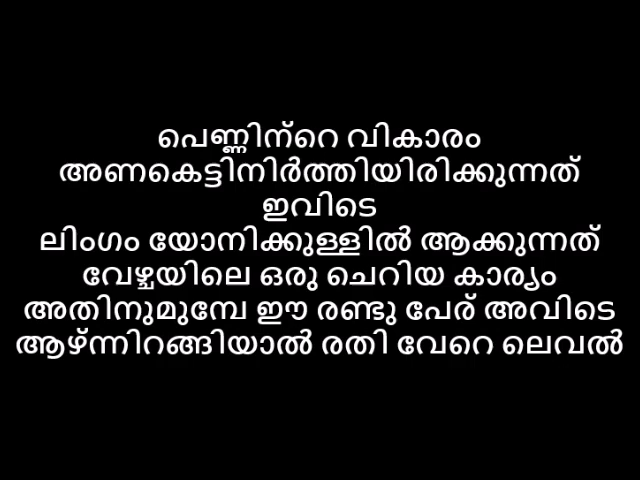 പെണ്ണിന്റെ വികാരം
അണകെട്ടിനിർത്തിയിരിക്കുന്നത്
ഇവിടെ
ലിംഗം യോനിക്കുള്ളിൽ ആക്കുന്നത്
വേഴ്ചയിലെ ഒരു ചെറിയ കാര്യം
അതിനുമുമ്പേ ഈ രണ്ടു പേര് അവിടെ
ആഴ്ന്നിറങ്ങിയാൽ രതി വേറെ ലെവൽ